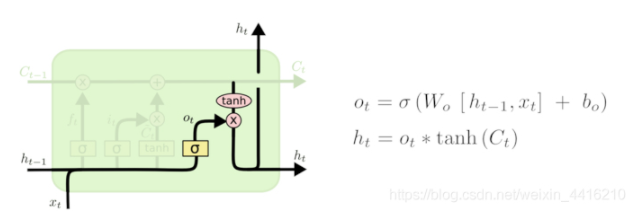 h_t
C_{t-1}
C_t
tanh
f_t
i_t
o_t
σ
σ
tanh
σ
h_{t-1}
h_t
x_t
o_t = σ (W_o [h_{t-1}, x_t] + b_o)
h_t = o_t * tanh (C_t)
https://blog.csdn.net/weixin_4416210